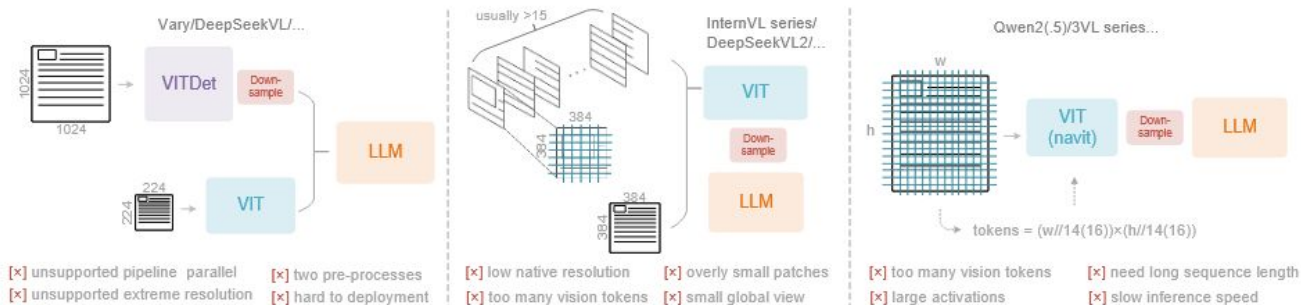 Vary/DeepSeekVL/...
1024
1024
VITDet
Down-
sample
LLM
224
224
VIT
[×] unsupported pipeline parallel
[×] two pre-processes
[×] unsupported extreme resolution
[×] hard to deployment
usually >15
InternVL series/
DeepSeekVL2/...
...
384
384
VIT
Down-
sample
LLM
384
384
[×] low native resolution
[×] overly small patches
[×] too many vision tokens
[×] small global view
Qwen2(.5)/3VL series...
w
h
VIT
(navit)
Down-
sample
LLM
tokens = (w//14(16))×(h//14(16))
[×] too many vision tokens
[×] need long sequence length
[×] large activations
[×] slow inference speed